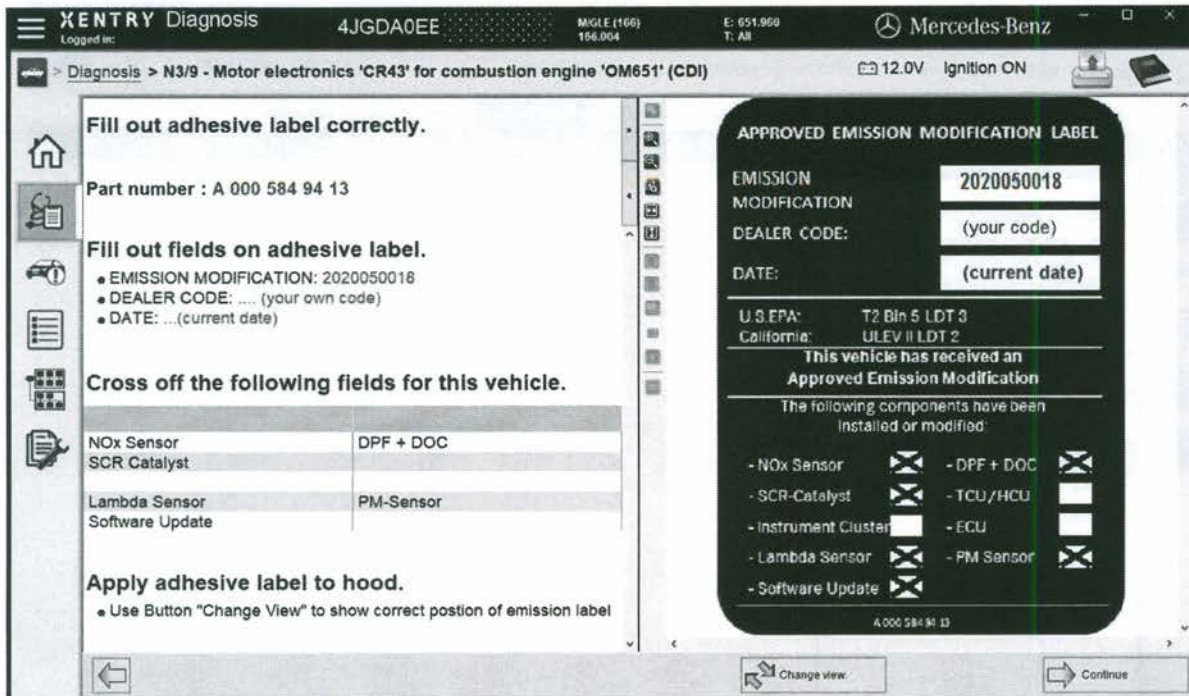 XENTRY Diagnosis
Logged in:
4JGDA0EE
M/GLE (166)
166.004
E: 651.960
T: All
Mercedes-Benz
> Diagnosis > N3/9 - Motor electronics 'CR43' for combustion engine 'OM651' (CDI)
12.0V Ignition ON
Fill out adhesive label correctly.
Part number : A 000 584 94 13
Fill out fields on adhesive label.
• EMISSION MODIFICATION: 2020050018
• DEALER CODE: .... (your own code)
• DATE: ...(current date)
Cross off the following fields for this vehicle.
NOx Sensor DPF + DOC
SCR Catalyst
Lambda Sensor PM-Sensor
Software Update
Apply adhesive label to hood.
• Use Button "Change View" to show correct postion of emission label
APPROVED EMISSION MODIFICATION LABEL
EMISSION
MODIFICATION
2020050018
DEALER CODE: (your code)
DATE: (current date)
U.S.EPA: T2 Bin 5 LDT 3
California: ULEV II LDT 2
This vehicle has received an
Approved Emission Modification
The following components have been
installed or modified:
- NOx Sensor - DPF + DOC
- SCR-Catalyst - TCU/HCU
- Instrument Cluster - ECU
- Lambda Sensor - PM Sensor
- Software Update
A 000 584 94 13
Change view
Continue